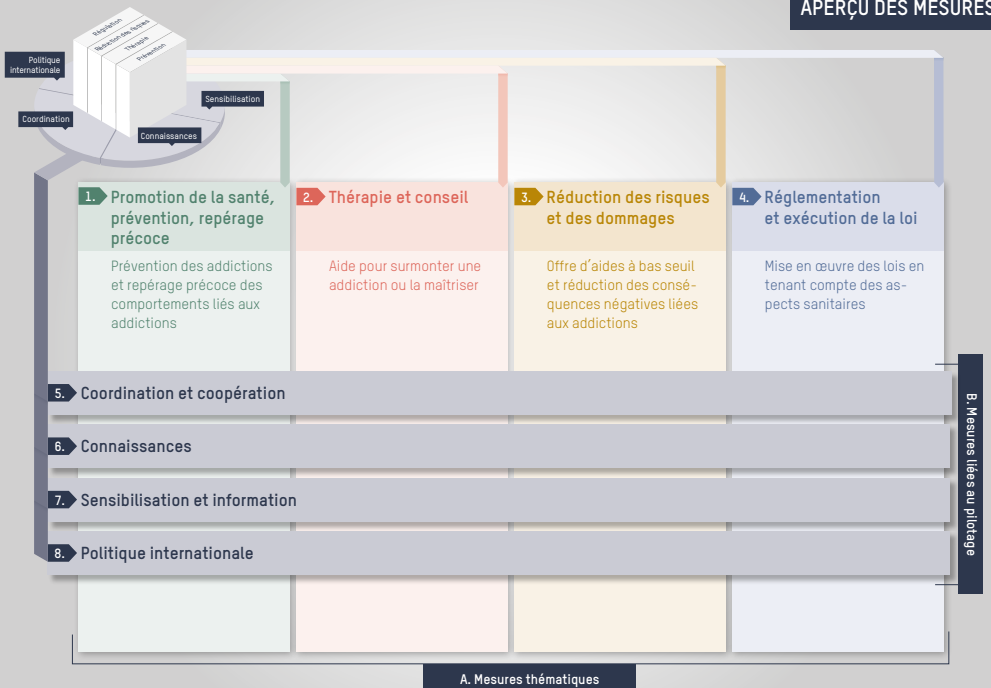 APERÇU DES MESURES
Régulation
Réduction des risques
Thérapie
Prévention
Politique
internationale
Coordination
Sensibilisation
Connaissances
1. Promotion de la santé,
prévention, repérage
précoce
Prévention des addictions
et repérage précoce des
comportements liés aux
addictions
2. Thérapie et conseil
Aide pour surmonter une
addiction ou la maîtriser
3. Réduction des risques
et des dommages
Offre d’aides à bas seuil
et réduction des consé-
quences négatives liées
aux addictions
4. Réglementation
et exécution de la loi
Mise en œuvre des lois en
tenant compte des as-
pects sanitaires
5. Coordination et coopération
6. Connaissances
7. Sensibilisation et information
8. Politique internationale
B. Mesures liées au pilotage
A. Mesures thématiques